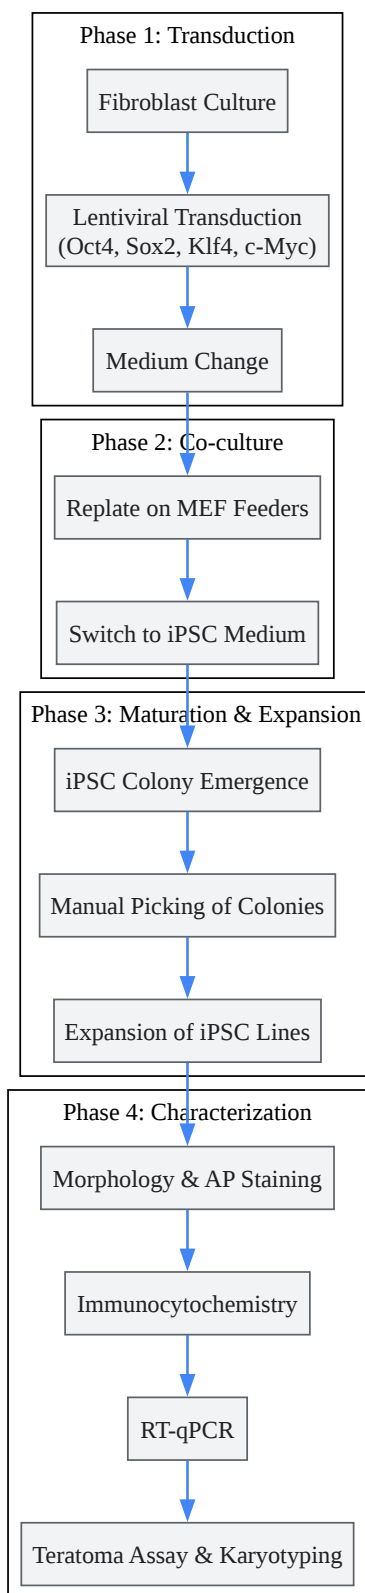 Phase 1: Transduction
Fibroblast Culture
Lentiviral Transduction
(Oct4, Sox2, Klf4, c-Myc)
Medium Change
Phase 2: Co-culture
Replate on MEF Feeders
Switch to iPSC Medium
Phase 3: Maturation & Expansion
iPSC Colony Emergence
Manual Picking of Colonies
Expansion of iPSC Lines
Phase 4: Characterization
Morphology & AP Staining
Immunocytochemistry
RT-qPCR
Teratoma Assay & Karyotyping